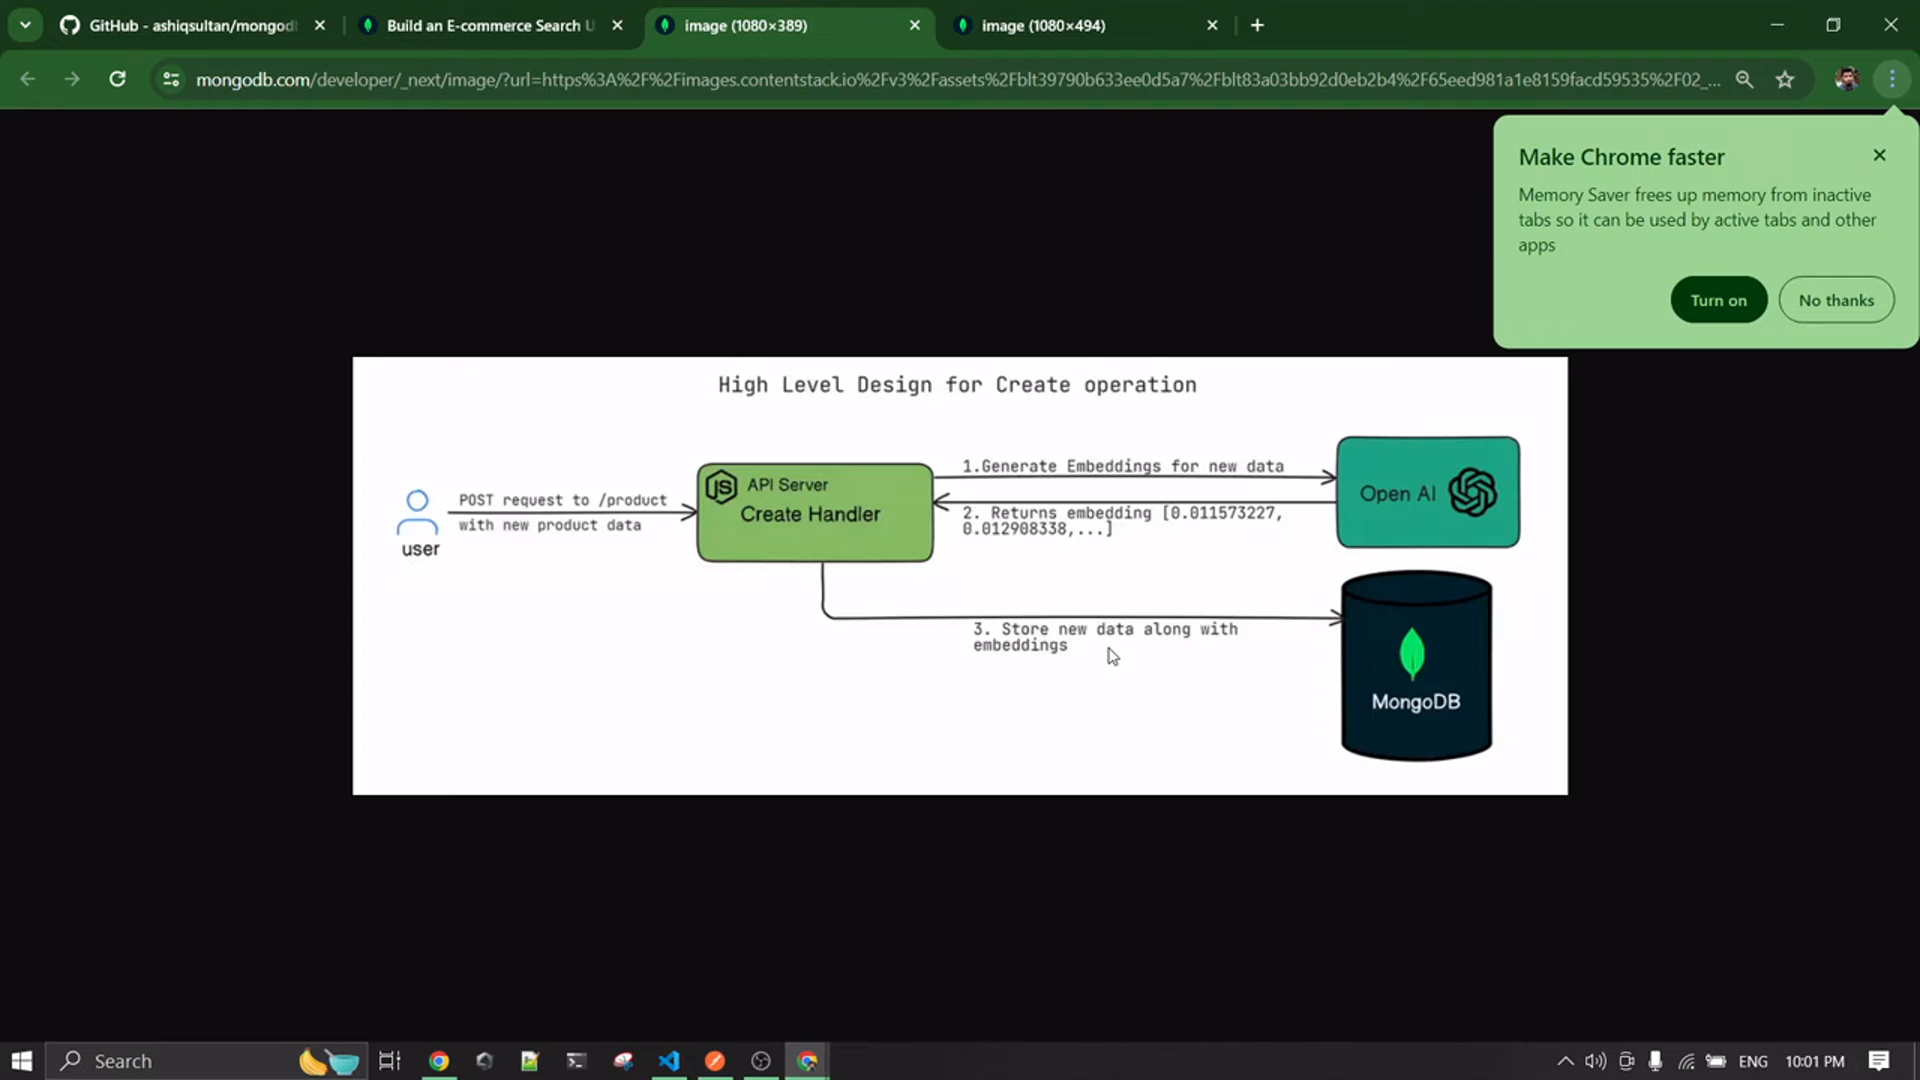 GitHub - ashiqsultan/mongod
Build an E-commerce Search U
image (1080×389)
image (1080×494)
mongodb.com/developer/_next/image/?url=https%3A%2F%2Fimages.contentstack.io%2Fv3%2Fassets%2Fblt39790b633ee0d5a7%2Fblt83a03bb92d0eb2b4%2F65eed981a1e8159facd59535%2F02_...
Make Chrome faster
Memory Saver frees up memory from inactive
tabs so it can be used by active tabs and other
apps
Turn on
No thanks
High Level Design for Create operation
POST request to /product
with new product data
user
JS
API Server
Create Handler
1.Generate Embeddings for new data
2. Returns embedding [0.011573227,
0.012908338,...]
Open AI
3. Store new data along with
embeddings
MongoDB
Search
ENG
10:01 PM